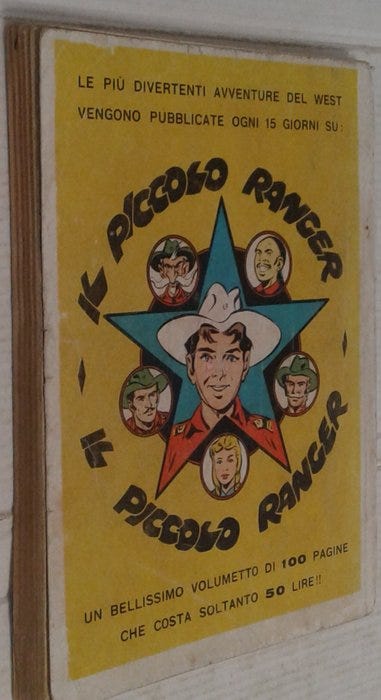 LE PIÙ DIVERTENTI AVVENTURE DEL WEST
VENGONO PUBBLICATE OGNI 15 GIORNI SU:
IL PICCOLO RANGER
IL PICCOLO RANGER
UN BELLISSIMO VOLUMETTO DI 100 PAGINE
CHE COSTA SOLTANTO 50 LIRE!!